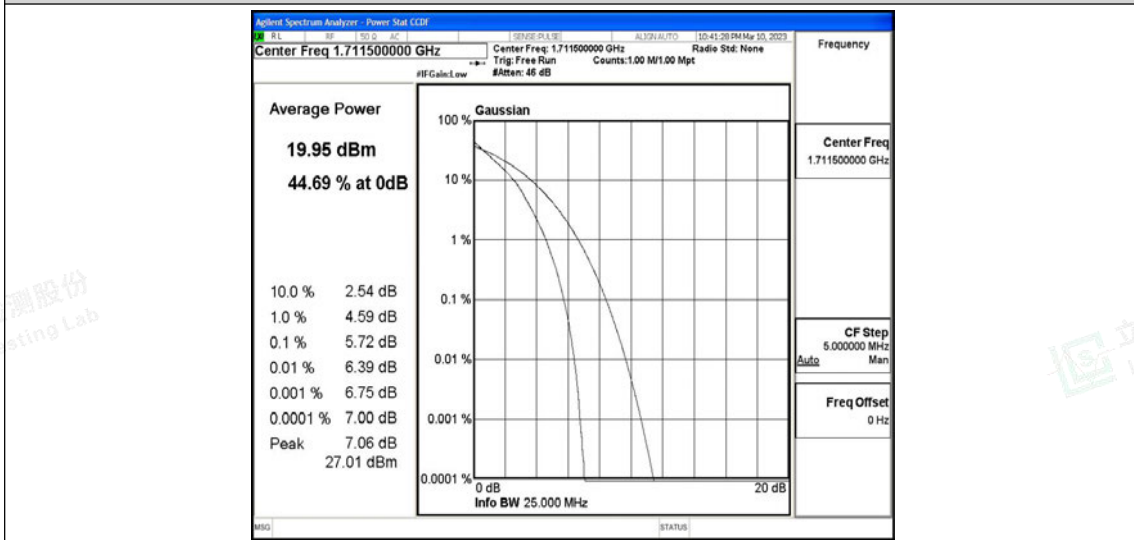 Agilent Spectrum Analyzer - Power Stat CCDF
RL RF 50 Ω AC SENSE:PULSE ALIGN AUTO 10:41:28 PM Mar 10, 2023
Center Freq 1.711500000 GHz
Center Freq: 1.711500000 GHz Radio Std: None
Trig: Free Run Counts:1.00 M/1.00 Mpt
#IFGain:Low #Atten: 46 dB
Frequency
Average Power
19.95 dBm
44.69 % at 0dB
10.0 % 2.54 dB
1.0 % 4.59 dB
0.1 % 5.72 dB
0.01 % 6.39 dB
0.001 % 6.75 dB
0.0001 % 7.00 dB
Peak 7.06 dB
27.01 dBm
Gaussian
100 %
10 %
1 %
0.1 %
0.01 %
0.001 %
0.0001 %
0 dB 20 dB
Info BW 25.000 MHz
Center Freq
1.711500000 GHz
CF Step
5.000000 MHz
Auto Man
Freq Offset
0 Hz
MSG STATUS
测股份
sting Lab
立